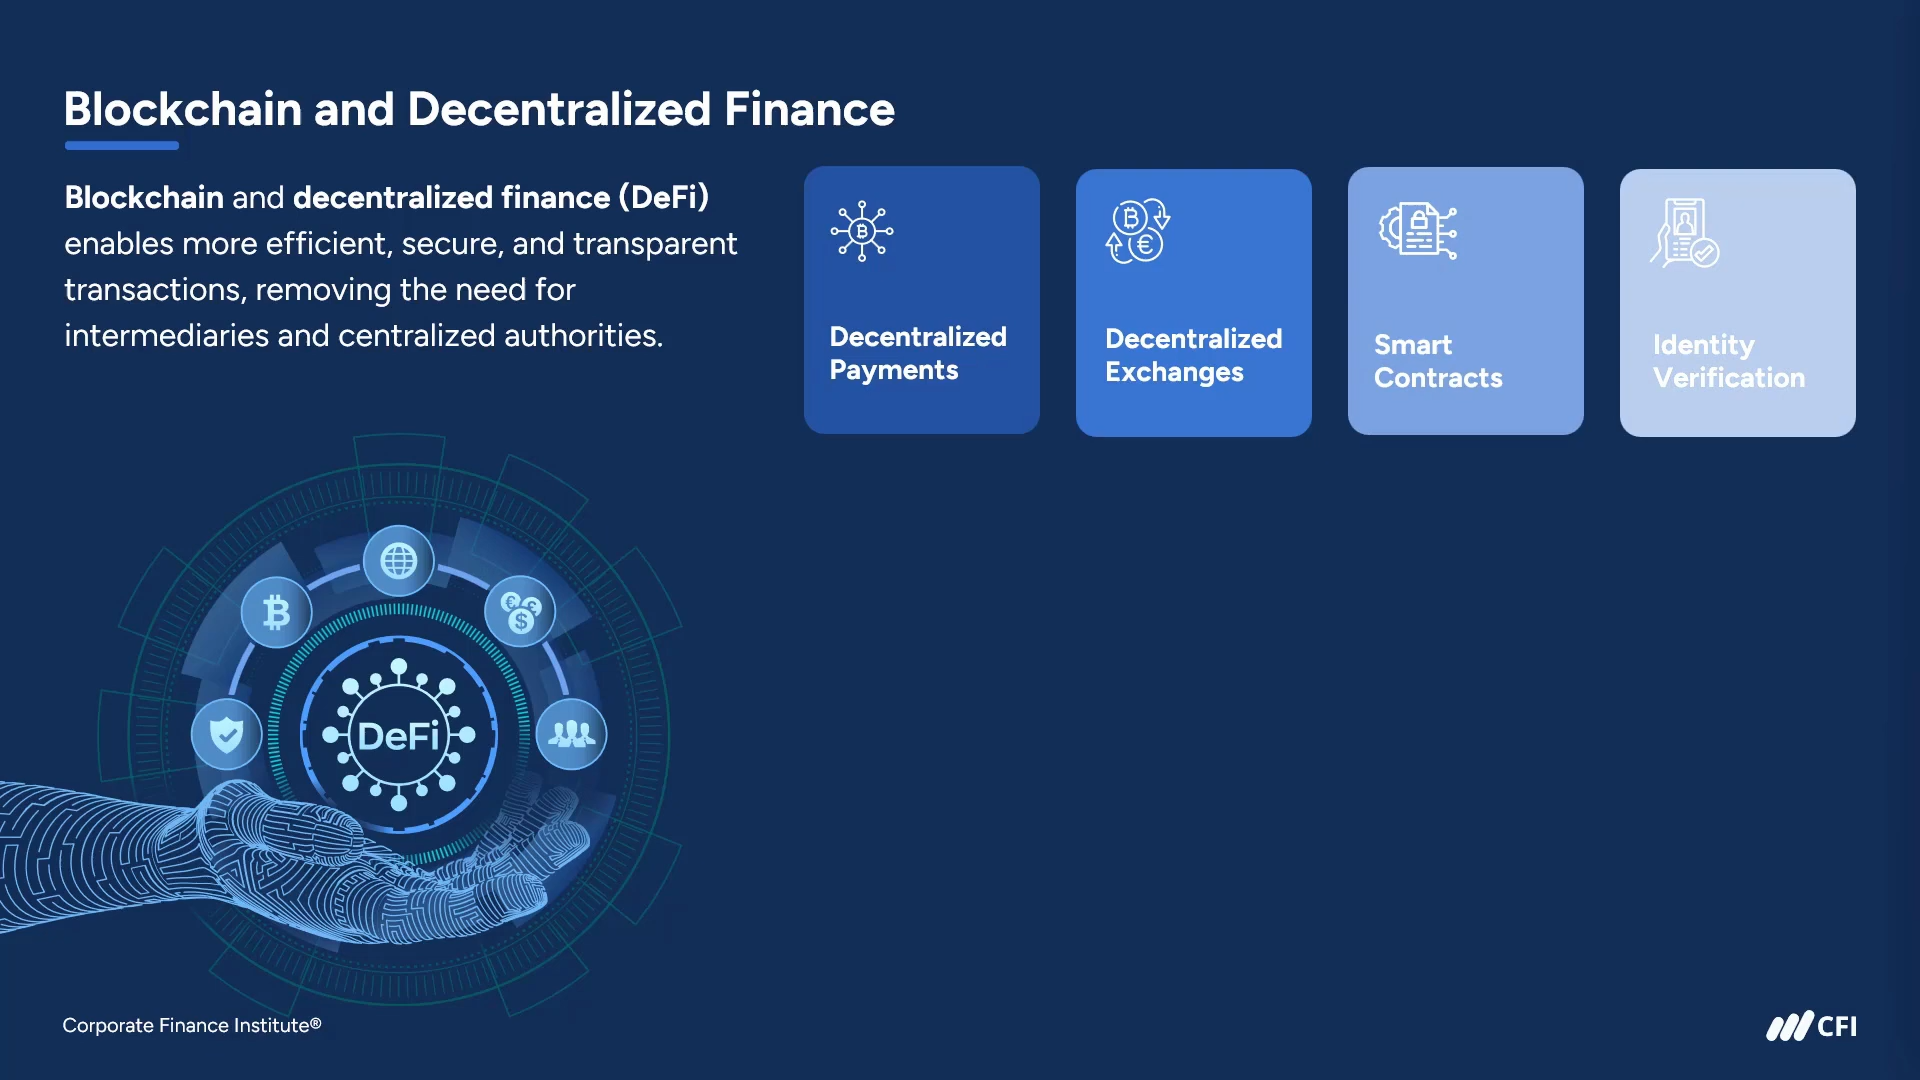 Blockchain and Decentralized Finance
Blockchain and decentralized finance (DeFi)
enables more efficient, secure, and transparent
transactions, removing the need for
intermediaries and centralized authorities.
Decentralized
Payments
Decentralized
Exchanges
Smart
Contracts
Identity
Verification
DeFi
Corporate Finance Institute®
CFI